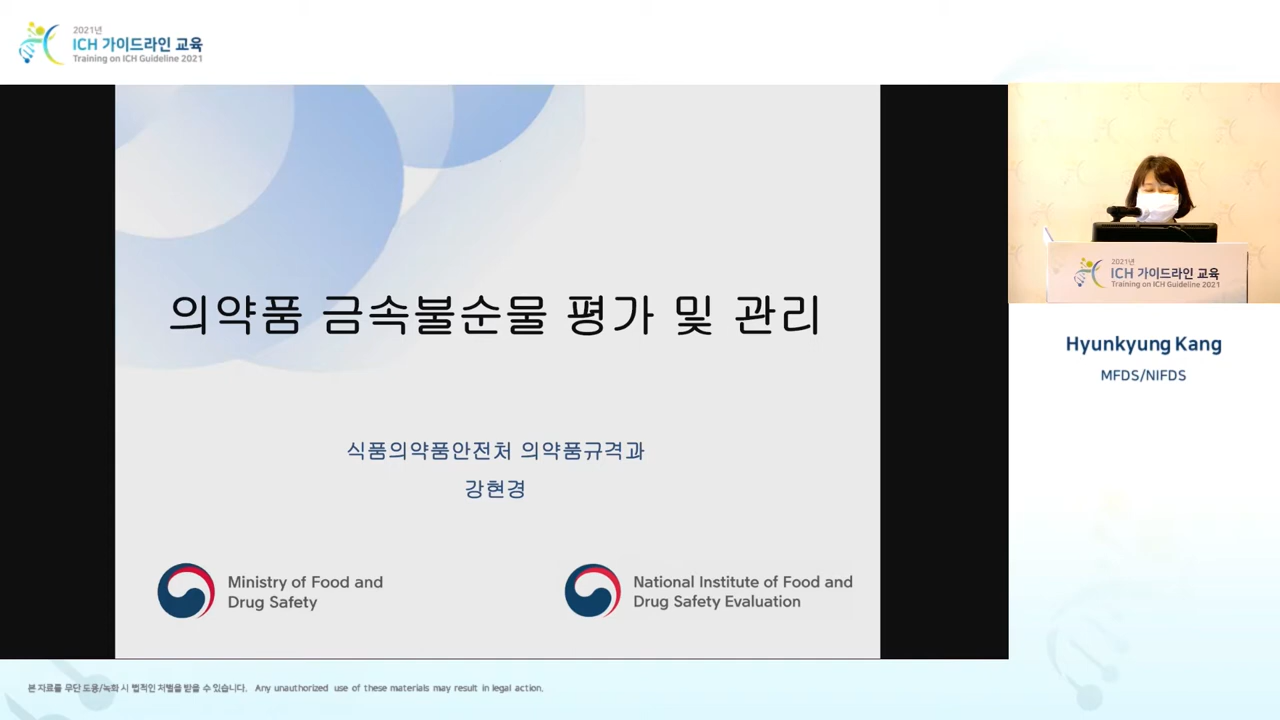 2021년
ICH 가이드라인 교육
Training on ICH Guideline 2021
의약품 금속불순물 평가 및 관리
식품의약품안전처 의약품규격과
강현경
Ministry of Food and
Drug Safety
National Institute of Food and
Drug Safety Evaluation
2021년
ICH 가이드라인 교육
Training on ICH Guideline 2021
Hyunkyung Kang
MFDS/NIFDS
본 자료를 무단 도용/녹화 시 법적인 처벌을 받을 수 있습니다. Any unauthorized use of these materials may result in legal action.